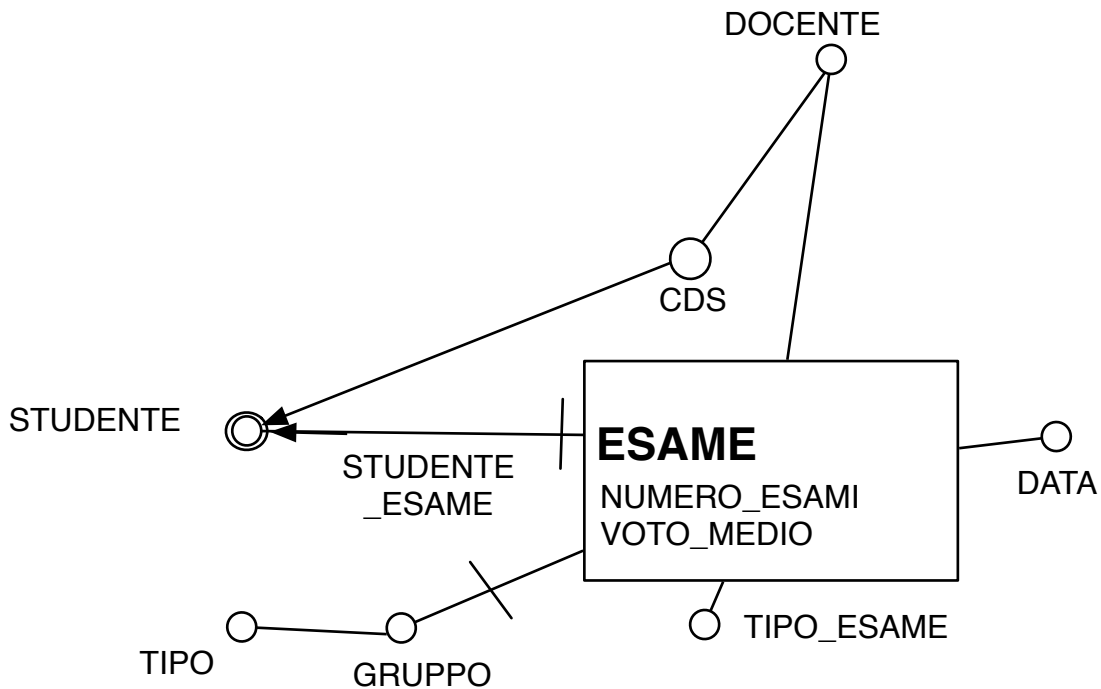 DOCENTE
CDS
STUDENTE
STUDENTE
_ESAME
ESAME
NUMERO_ESAMI
VOTO_MEDIO
DATA
TIPO
GRUPPO
TIPO_ESAME